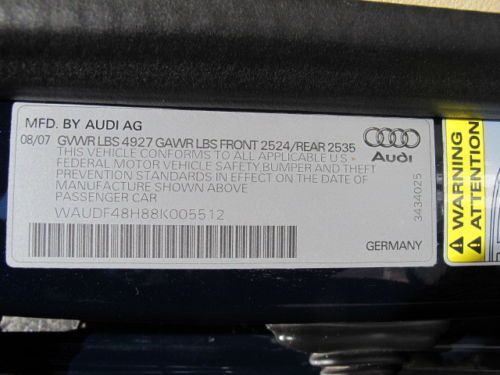 MFD. BY AUDI AG
08/07 GVWR LBS 4927 GAWR LBS FRONT 2524/REAR 2535
THIS VEHICLE CONFORMS TO ALL APPLICABLE U.S.
FEDERAL MOTOR VEHICLE SAFETY,BUMPER AND THEFT
PREVENTION STANDARDS IN EFFECT ON THE DATE OF
MANUFACTURE SHOWN ABOVE
PASSENGER CAR
WAUDF48H88K005512
GERMANY
Audi
3434025
WARNING
ATTENTION